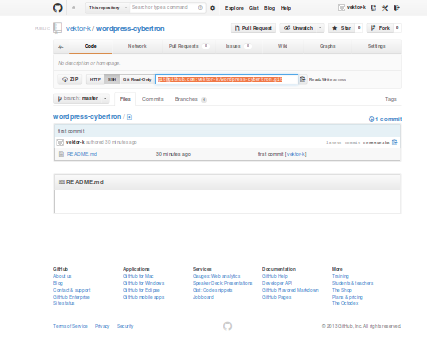 This repository
Search or type a command
Explore Gist Blog Help
vektor-k
PUBLIC
vektor-k / wordpress-cybertron
Pull Request
Unwatch
Star 0
Fork 0
Code
Network
Pull Requests 0
Issues 0
Wiki
Graphs
Settings
No description or homepage.
ZIP
HTTP
SSH
Git Read-Only
Read+Write access
branch: master
Files
Commits
Branches 1
Tags
wordpress-cybertron /
1 commit
first commit
vektor-k authored 30 minutes ago
README.md
30 minutes ago
first commit [vektor-k]
README.md
GitHub
About us
Blog
Contact & support
GitHub Enterprise
Site status
Applications
GitHub for Mac
GitHub for Windows
GitHub for Eclipse
GitHub mobile apps
Services
Gauges: Web analytics
Speaker Deck: Presentations
Gist: Code snippets
Job board
Documentation
GitHub Help
Developer API
GitHub Flavored Markdown
GitHub Pages
More
Training
Students & teachers
The Shop
Plans & pricing
The Octodex
Terms of Service
Privacy
Security
© 2013 GitHub, Inc. All rights reserved.